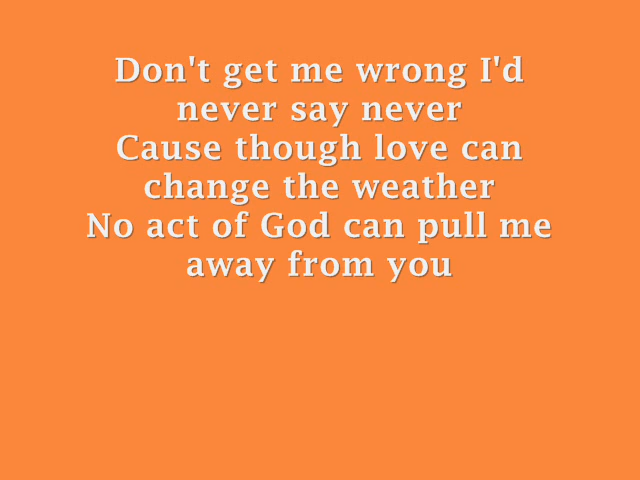 Don't get me wrong I'd
never say never
Cause though love can
change the weather
No act of God can pull me
away from you